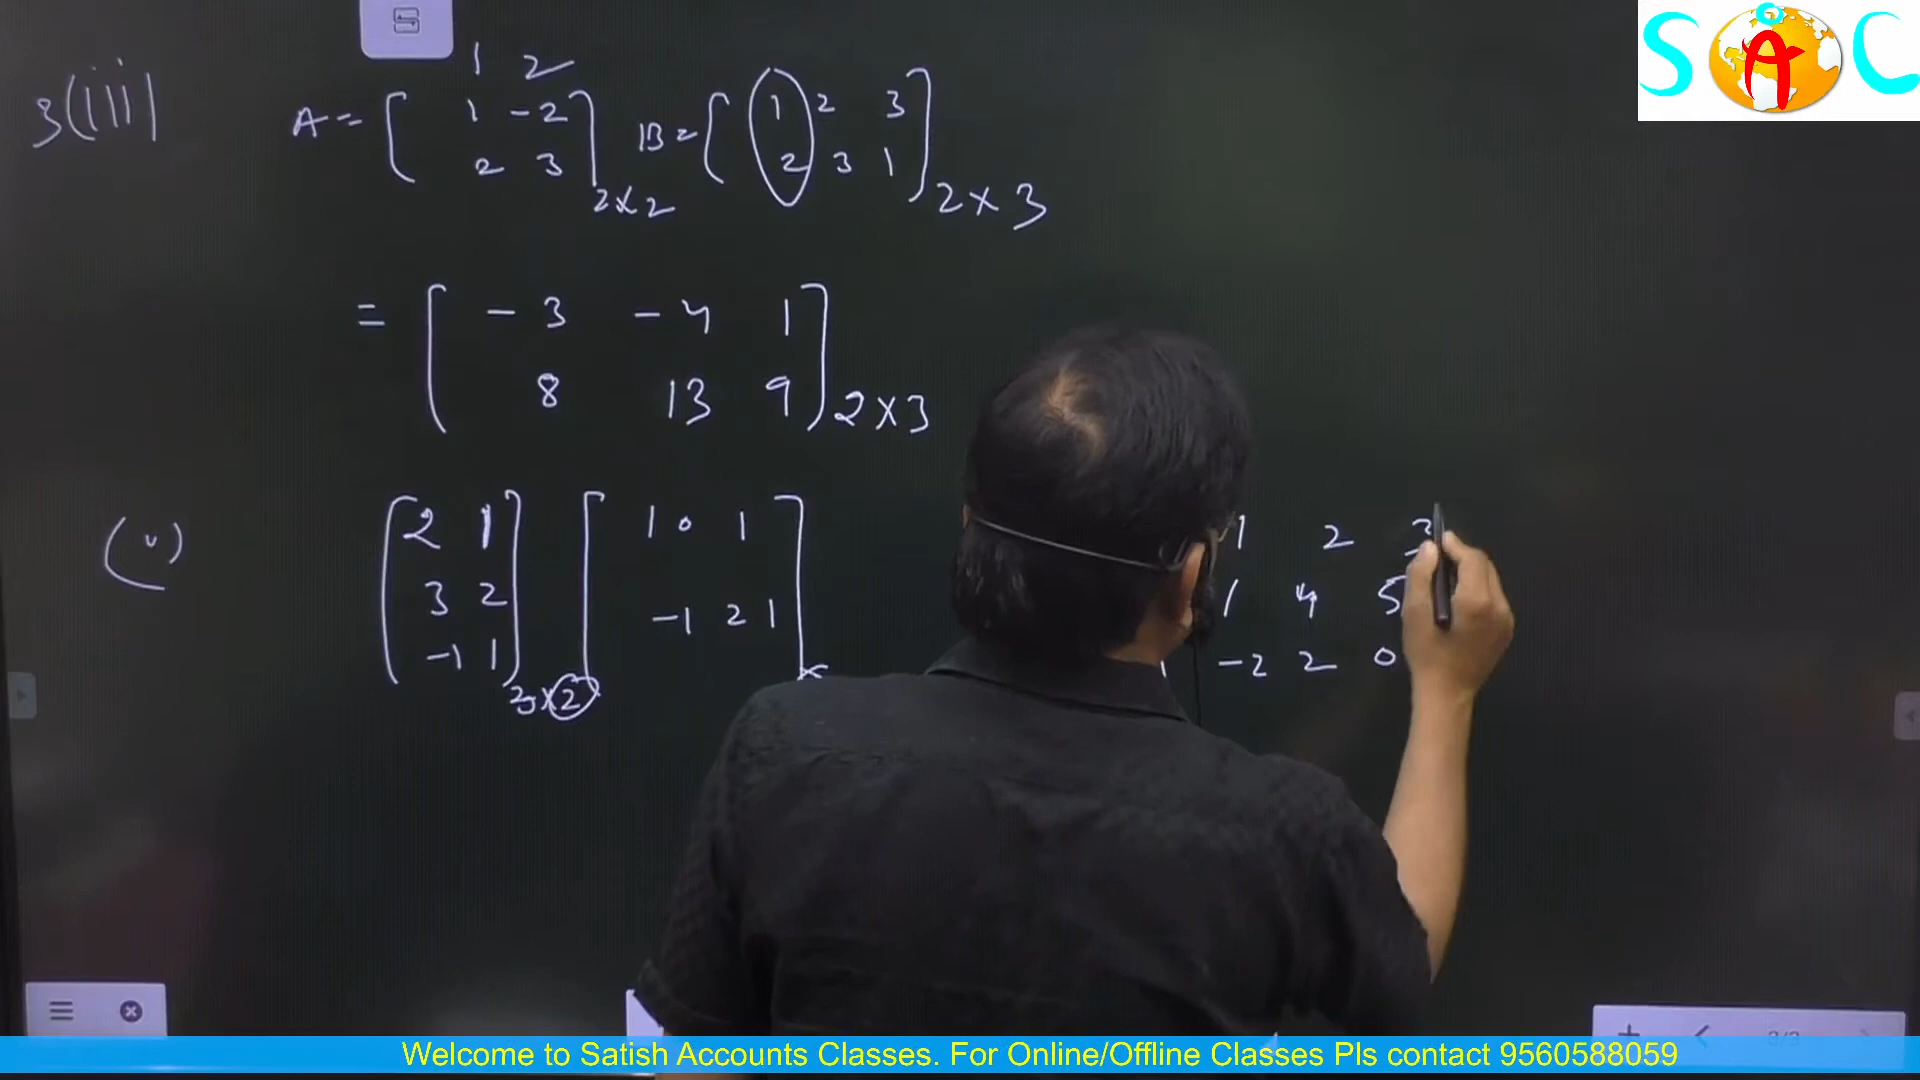 SAC
3(iii)
1 2
A = [ 1 -2 ] B = [ 1 2 3 ]
2 3 2 3 1
2×2 2×3
= [ -3 -4 1 ]
8 13 9
2×3
(v) [ 2 1 ] [ 1 0 1 ] 1 2 3
3 2 -1 2 1 1 4 5
-1 1 -2 2 0
3×2
Welcome to Satish Accounts Classes. For Online/Offline Classes Pls contact 9560588059